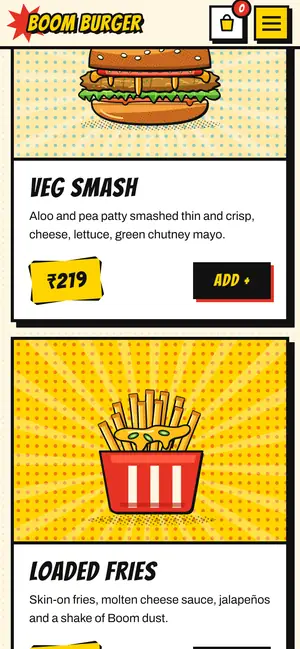 BOOM BURGER
0
VEG SMASH
Aloo and pea patty smashed thin and crisp,
cheese, lettuce, green chutney mayo.
₹219
ADD +
LOADED FRIES
Skin-on fries, molten cheese sauce, jalapeños
and a shake of Boom dust.